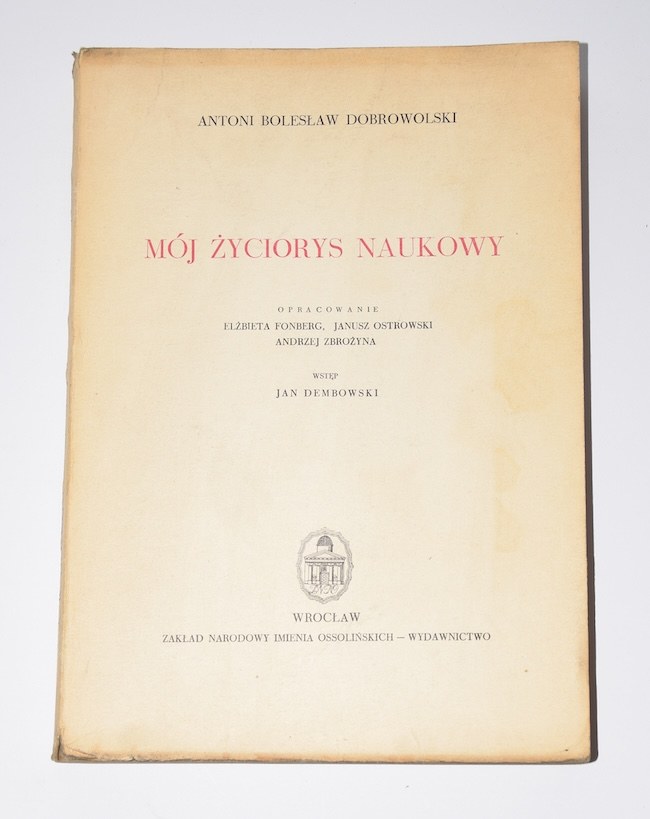 ANTONI BOLESŁAW DOBROWOLSKI
MÓJ ŻYCIORYS NAUKOWY
OPRACOWANIE
ELŻBIETA FONBERG, JANUSZ OSTROWSKI
ANDRZEJ ZBROŻYNA
WSTĘP
JAN DEMBOWSKI
WROCŁAW
ZAKŁAD NARODOWY IMIENIA OSSOLIŃSKICH — WYDAWNICTWO